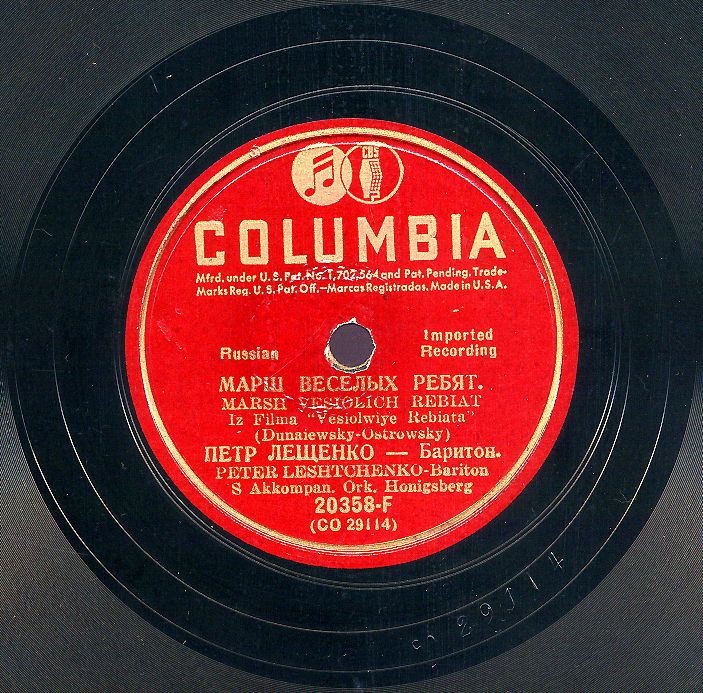 CBS
COLUMBIA
Mfrd. under U. S. Pat. No. 1,702,564 and Pat. Pending. Trade-
Marks Reg. U. S. Pat. Off.—Marcas Registradas. Made in U.S.A.
Russian
Imported
Recording
МАРШ ВЕСЕЛЫХ РЕБЯТ.
MARSH VESIOLICH REBIAT
Iz Filma "Vesiolwiye Rebiata"
(Dunaiewsky-Ostrowsky)
ПЕТР ЛЕЩЕНКО — Баритон.
PETER LESHTCHENKO-Bariton
S Akkompan. Ork. Honigsberg
20358-F
(CO 29114)
co 29114